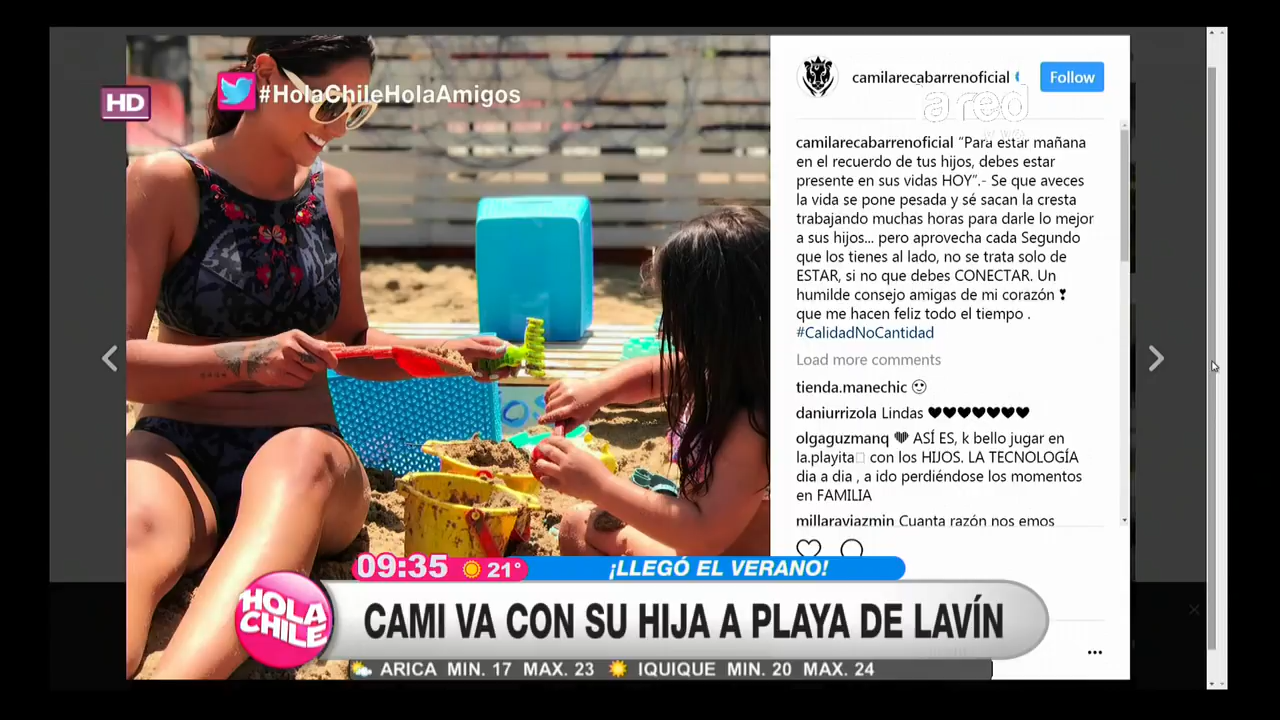 HD
#HolaChileHolaAmigos
camilarecabarrenoficial
Follow
la red
camilarecabarrenoficial "Para estar mañana
en el recuerdo de tus hijos, debes estar
presente en sus vidas HOY".- Se que aveces
la vida se pone pesada y sé sacan la cresta
trabajando muchas horas para darle lo mejor
a sus hijos... pero aprovecha cada Segundo
que los tienes al lado, no se trata solo de
ESTAR, si no que debes CONECTAR. Un
humilde consejo amigas de mi corazón ❣
que me hacen feliz todo el tiempo .
#CalidadNoCantidad
Load more comments
tienda.manechic ☺
daniurrizola Lindas ♥♥♥♥♥♥♥
olgaguzmanq ♥ ASÍ ES, k bello jugar en
la.playita□ con los HIJOS. LA TECNOLOGÍA
dia a dia , a ido perdiéndose los momentos
en FAMILIA
millaraviazmin Cuanta razón nos emos
09:35 21° ¡LLEGÓ EL VERANO!
HOLA
CHILE
CAMI VA CON SU HIJA A PLAYA DE LAVÍN
ARICA MIN. 17 MAX. 23 IQUIQUE MIN. 20 MAX. 24